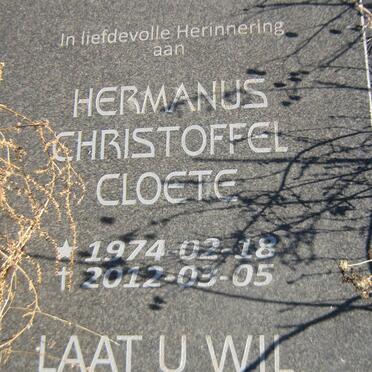 In liefdevolle Herinnering
aan
HERMANUS
CHRISTOFFEL
CLOETE
★ 1974-02-18
† 2012-03-05
LAAT U WIL